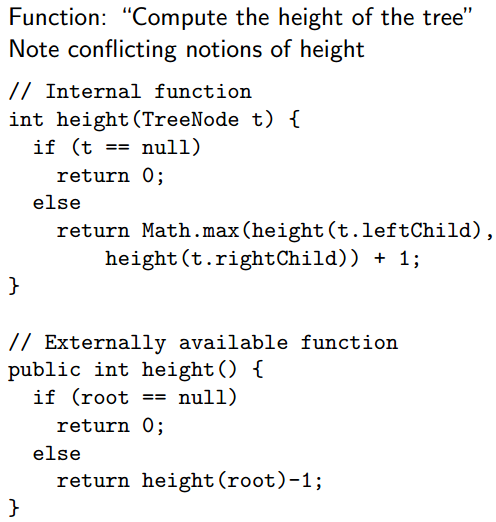 Function: “Compute the height of the tree”
Note conflicting notions of height
// Internal function
int height(TreeNode t) {
  if (t == null)
    return 0;
  else
    return Math.max(height(t.leftChild),
        height(t.rightChild)) + 1;
}
// Externally available function
public int height() {
  if (root == null)
    return 0;
  else
    return height(root)-1;
}